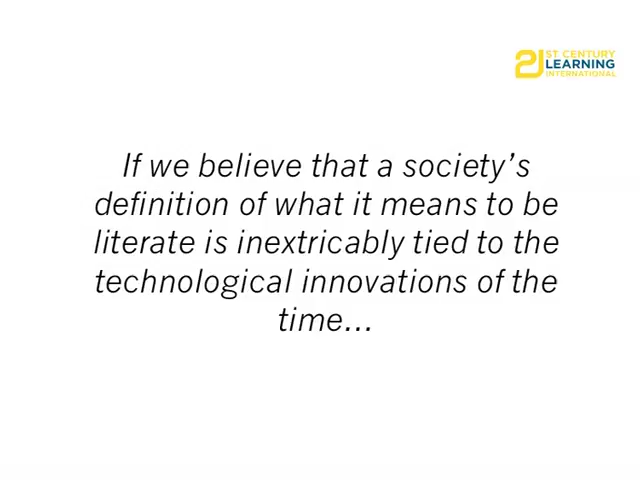 21
ST. CENTURY
LEARNING
INTERNATIONAL
If we believe that a society's
definition of what it means to be
literate is inextricably tied to the
technological innovations of the
time...